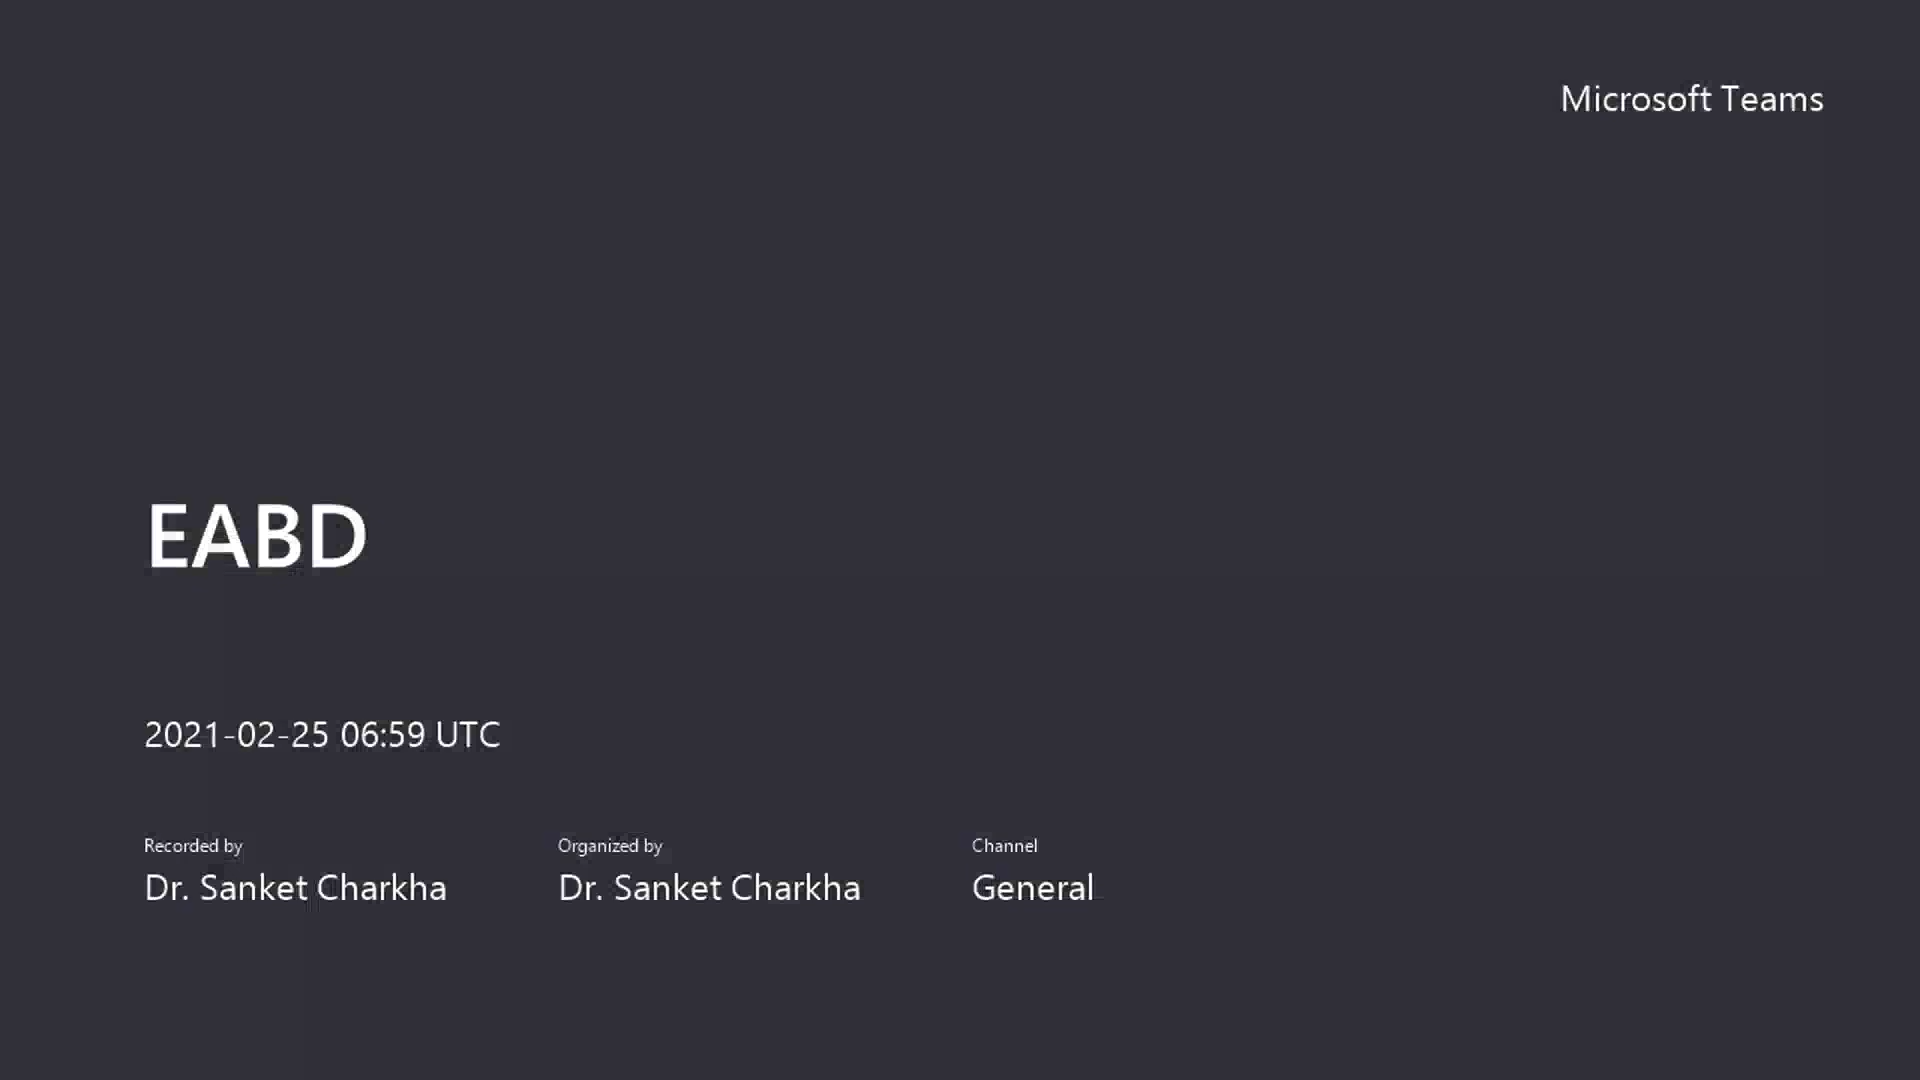 Microsoft Teams
EABD
2021-02-25 06:59 UTC
Recorded by
Dr. Sanket Charkha
Organized by
Dr. Sanket Charkha
Channel
General